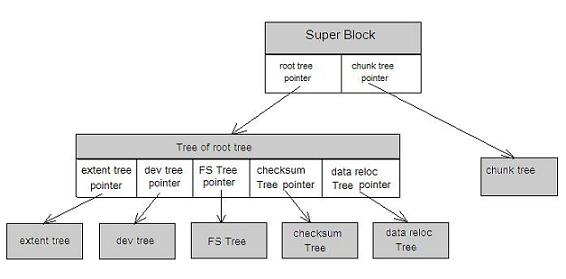 Super Block
root tree
pointer
chunk tree
pointer
Tree of root tree
extent tree
pointer
dev tree
pointer
FS Tree
pointer
checksum
Tree pointer
data reloc
Tree pointer
chunk tree
extent tree
dev tree
FS Tree
checksum
Tree
data reloc
Tree